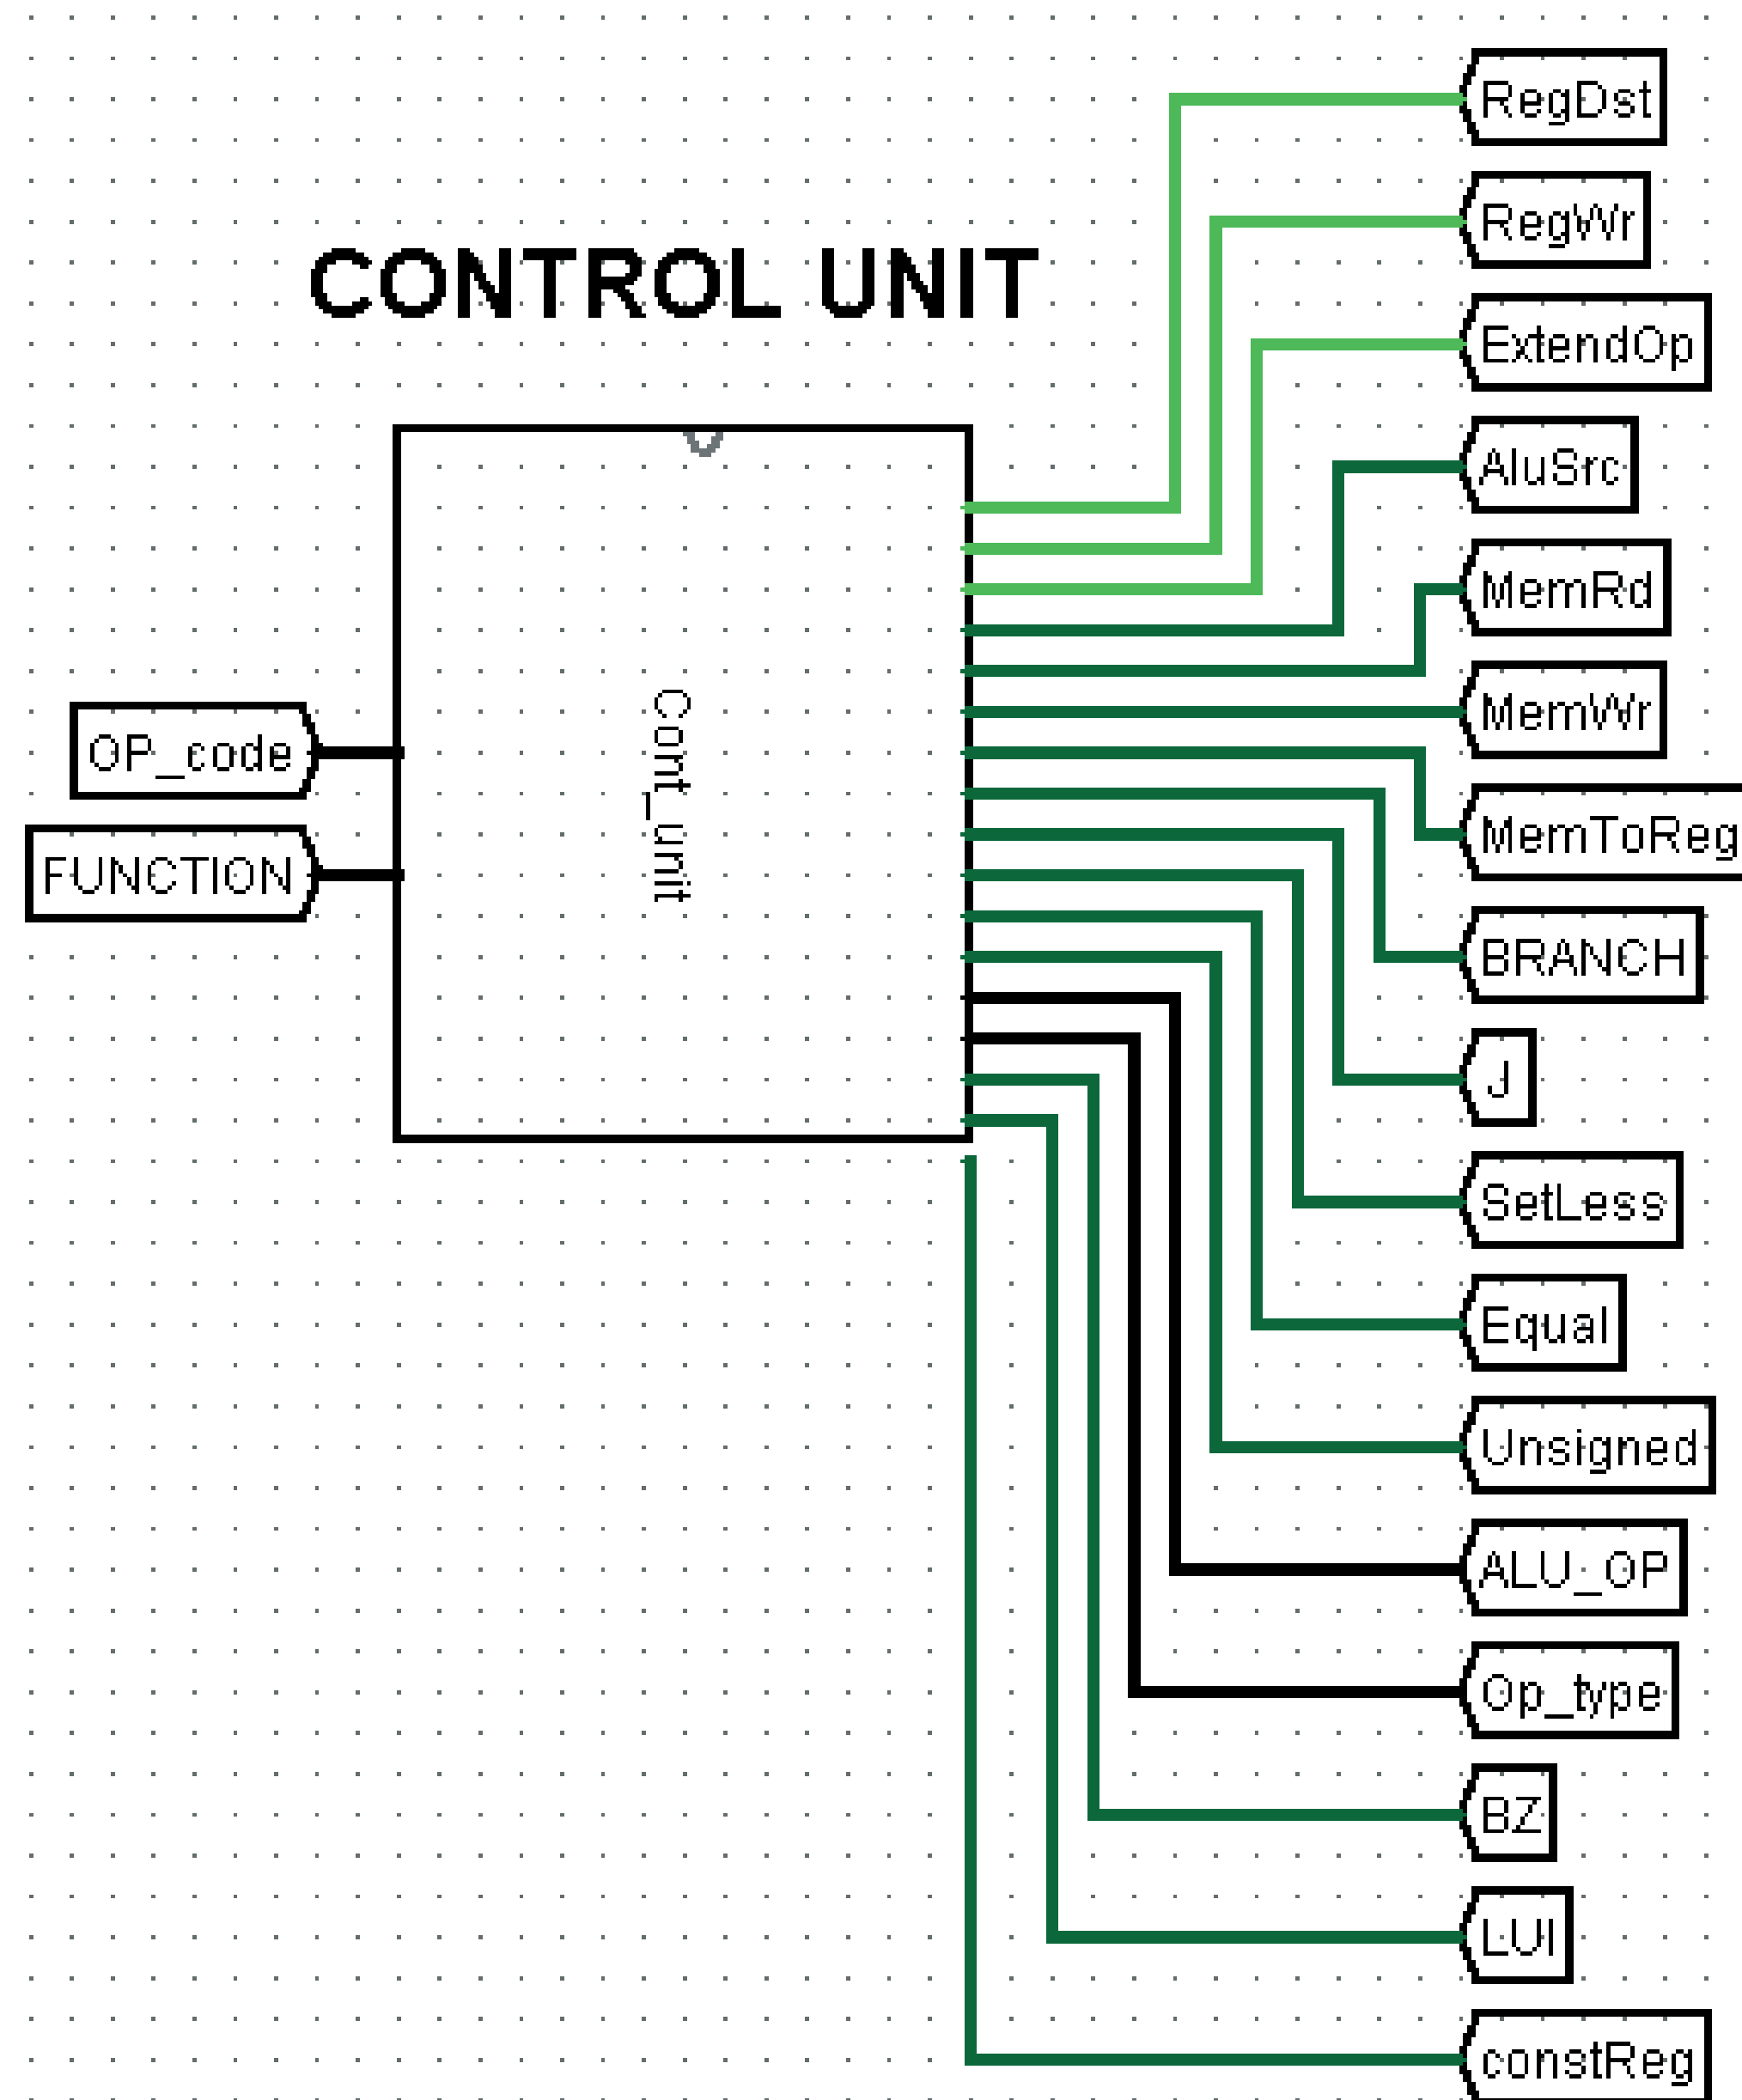 CONTROL UNIT
RegDst
RegWr
ExtendOp
AluSrc
MemRd
MemWr
MemToReg
BRANCH
J
SetLess
Equal
Unsigned
ALU_OP
Op_type
BZ
LUI
constReg
OP_code
FUNCTION
Cont_unit